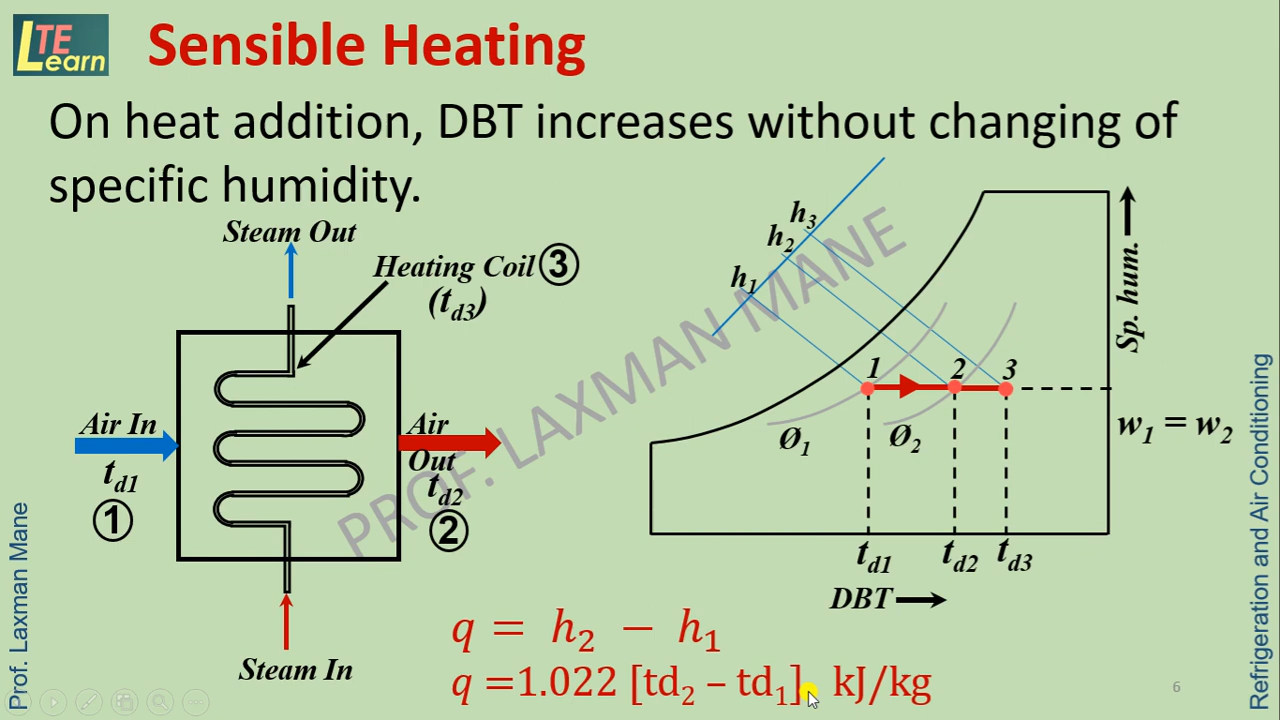 LTE Learn
Sensible Heating
On heat addition, DBT increases without changing of
specific humidity.
Steam Out
Heating Coil ③
(td3)
Air In
td1
①
Air
Out
td2
②
Steam In
h3
h2
h1
1 2 3
Ø1 Ø2
Sp. hum.
w1 = w2
td1 td2 td3
DBT
q = h2 − h1
q =1.022 [td2 – td1], kJ/kg
PROF. LAXMAN MANE
Prof. Laxman Mane
Refrigeration and Air Conditioning
6